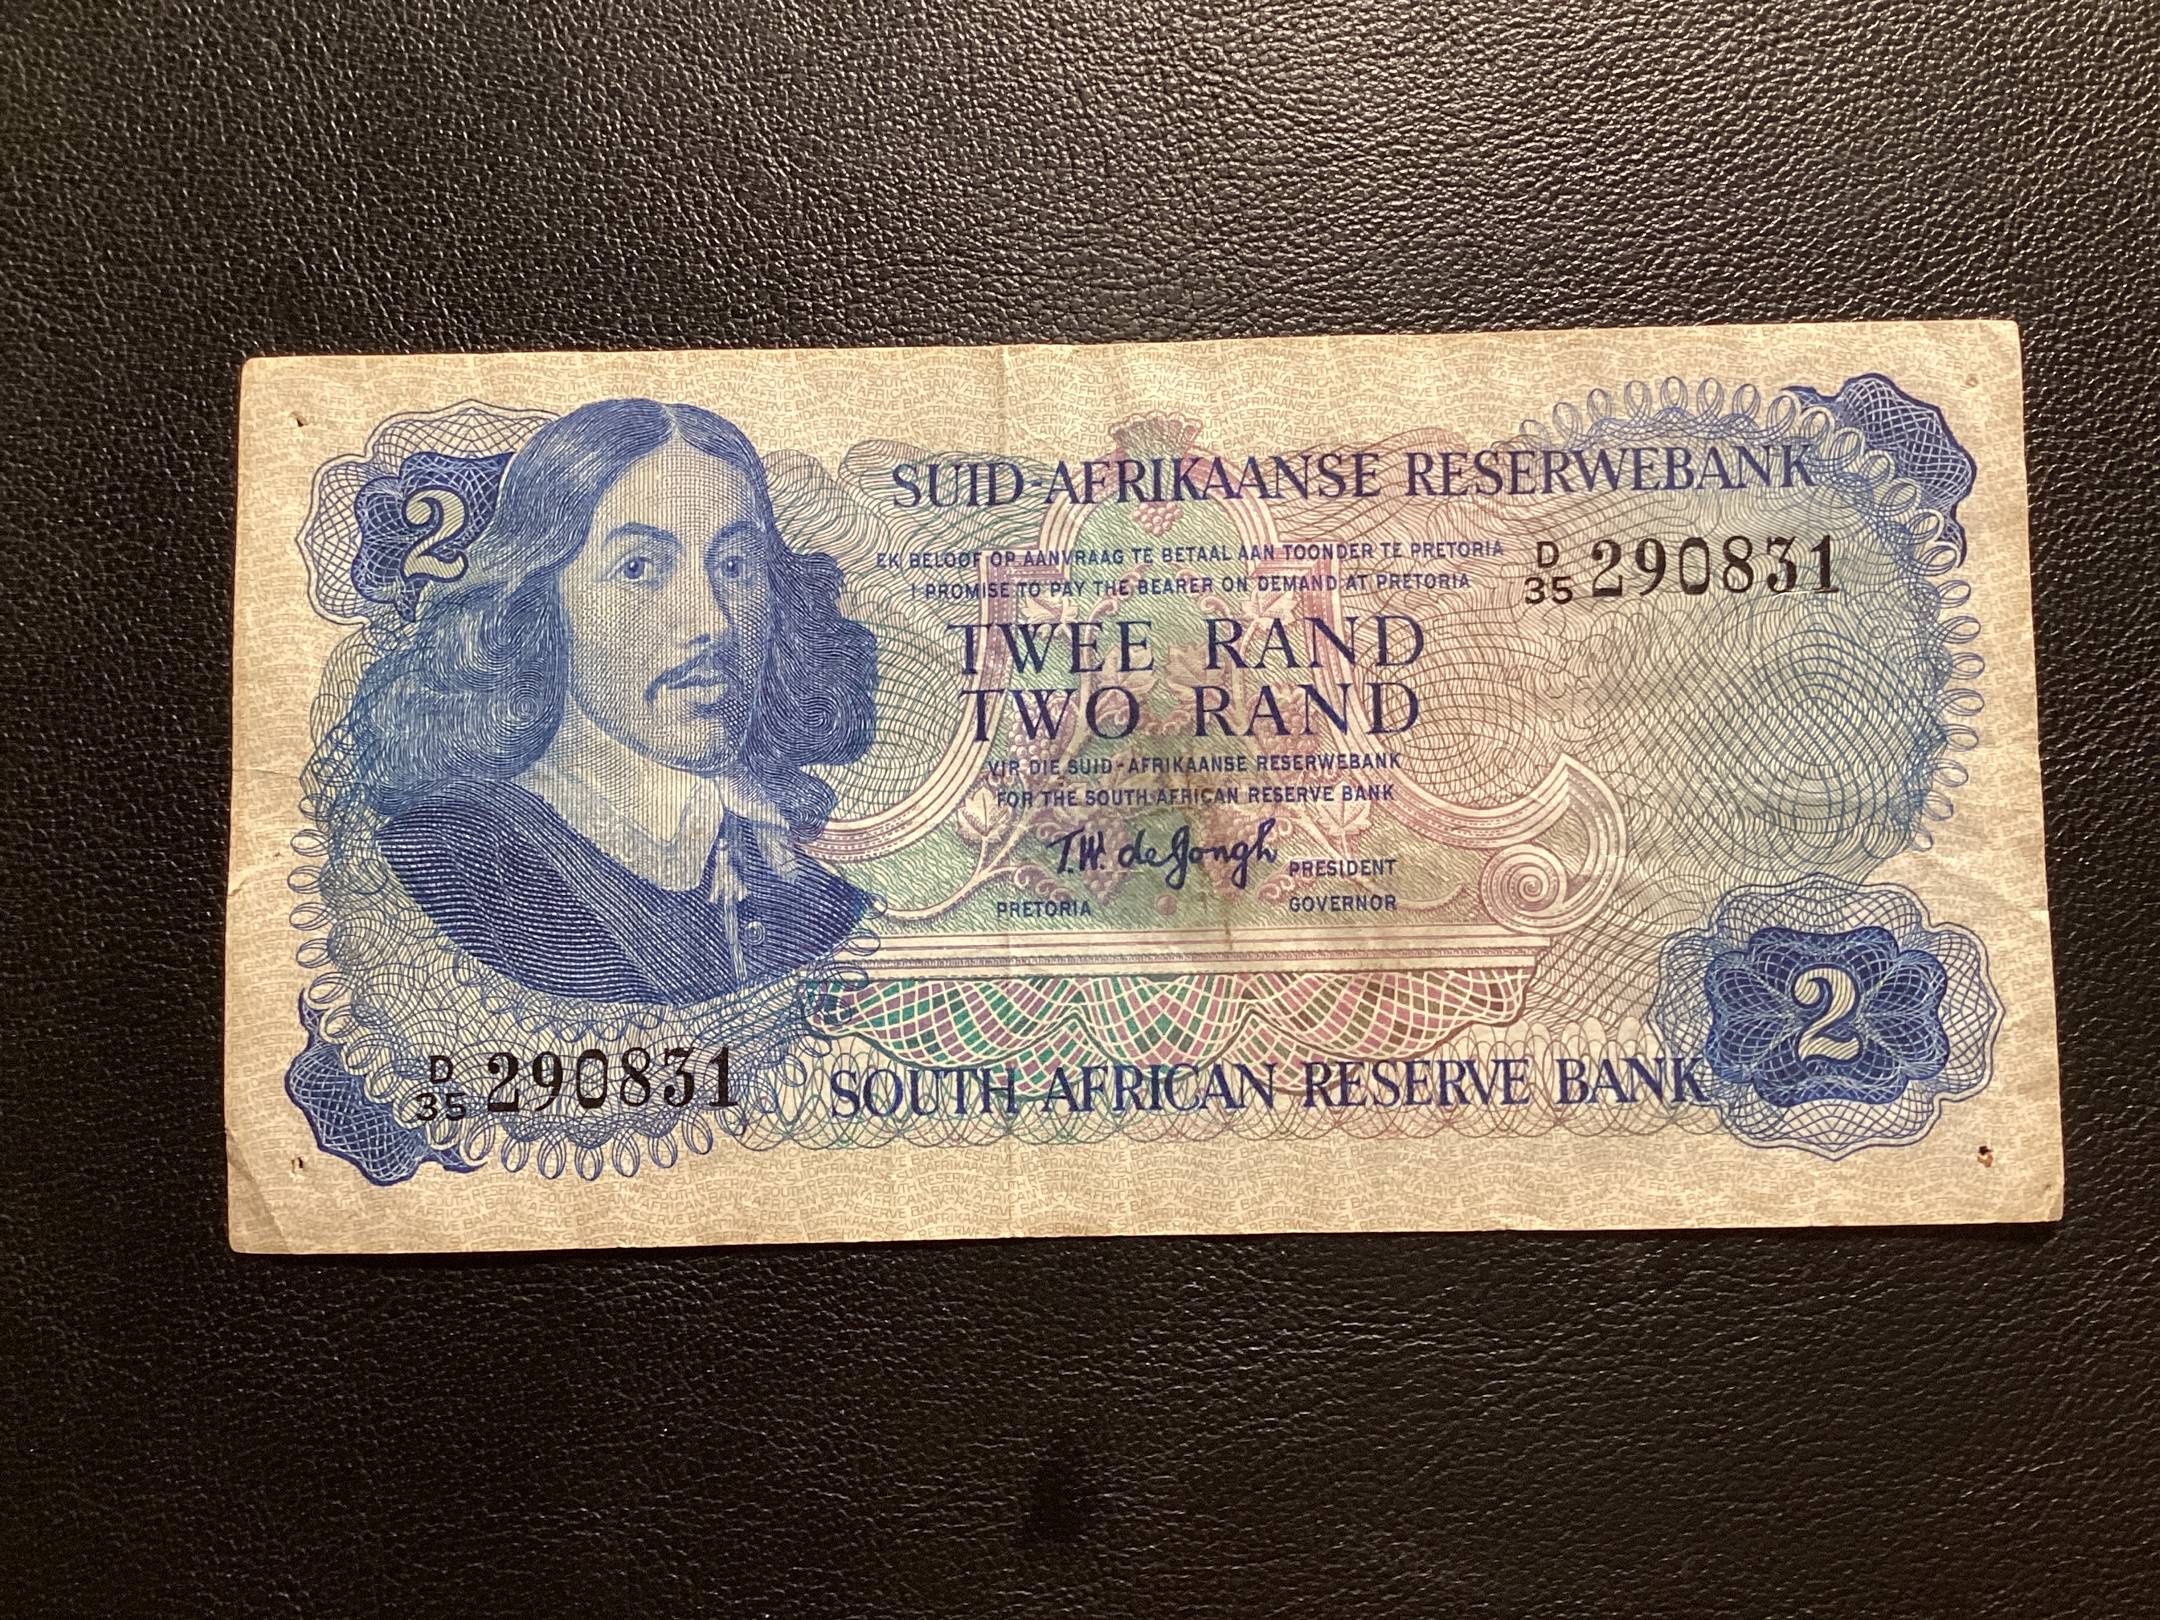 2
SUID-AFRIKAANSE RESERWEBANK
EK BELOOF OP AANVRAAG TE BETAAL AAN TOONDER TE PRETORIA
I PROMISE TO PAY THE BEARER ON DEMAND AT PRETORIA
D/35 290831
TWEE RAND
TWO RAND
VIR DIE SUID-AFRIKAANSE RESERWEBANK
FOR THE SOUTH AFRICAN RESERVE BANK
T.W. de Jongh PRESIDENT
PRETORIA GOVERNOR
2
D/35 290831
SOUTH AFRICAN RESERVE BANK